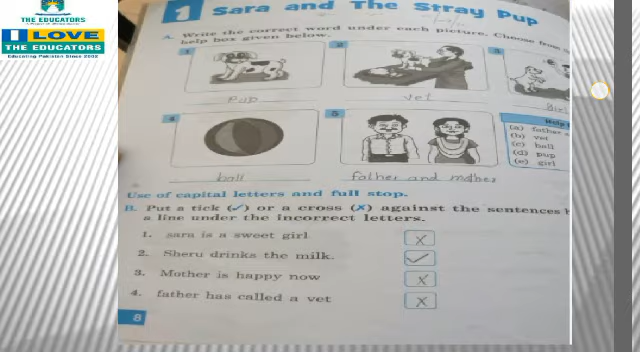 THE EDUCATORS
I LOVE
THE EDUCATORS
Educating Pakistan Since 2002
1 Sara and The Stray Pup
A. Write the correct word under each picture. Choose from
help box given below.
1 2 3
pup vet girl
4 5
Help
(a) father
(b) vet
(c) ball
(d) pup
(e) girl
ball father and mother
Use of capital letters and full stop.
B. Put a tick (✓) or a cross (✗) against the sentences
a line under the incorrect letters.
1. sara is a sweet girl ✗
2. Sheru drinks the milk. ✓
3. Mother is happy now ✗
4. father has called a vet ✗
8